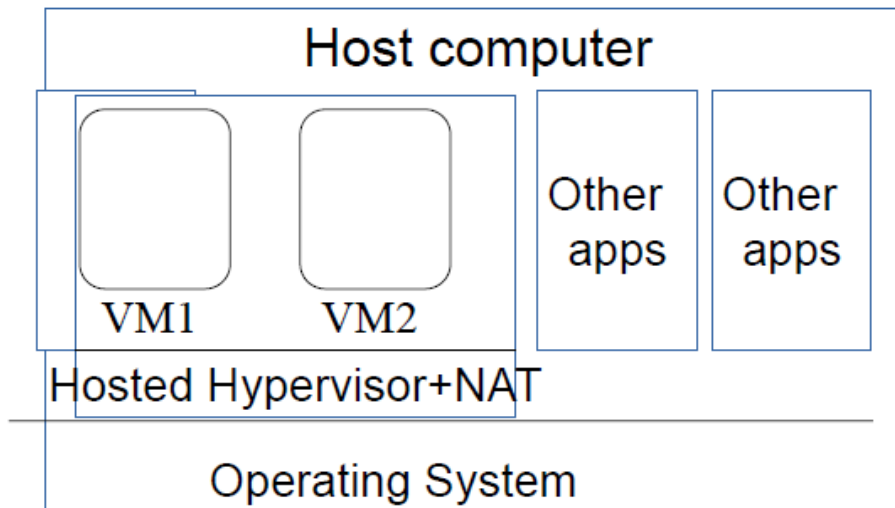 Host computer
Other
apps
Other
apps
VM1
VM2
Hosted Hypervisor+NAT
Operating System